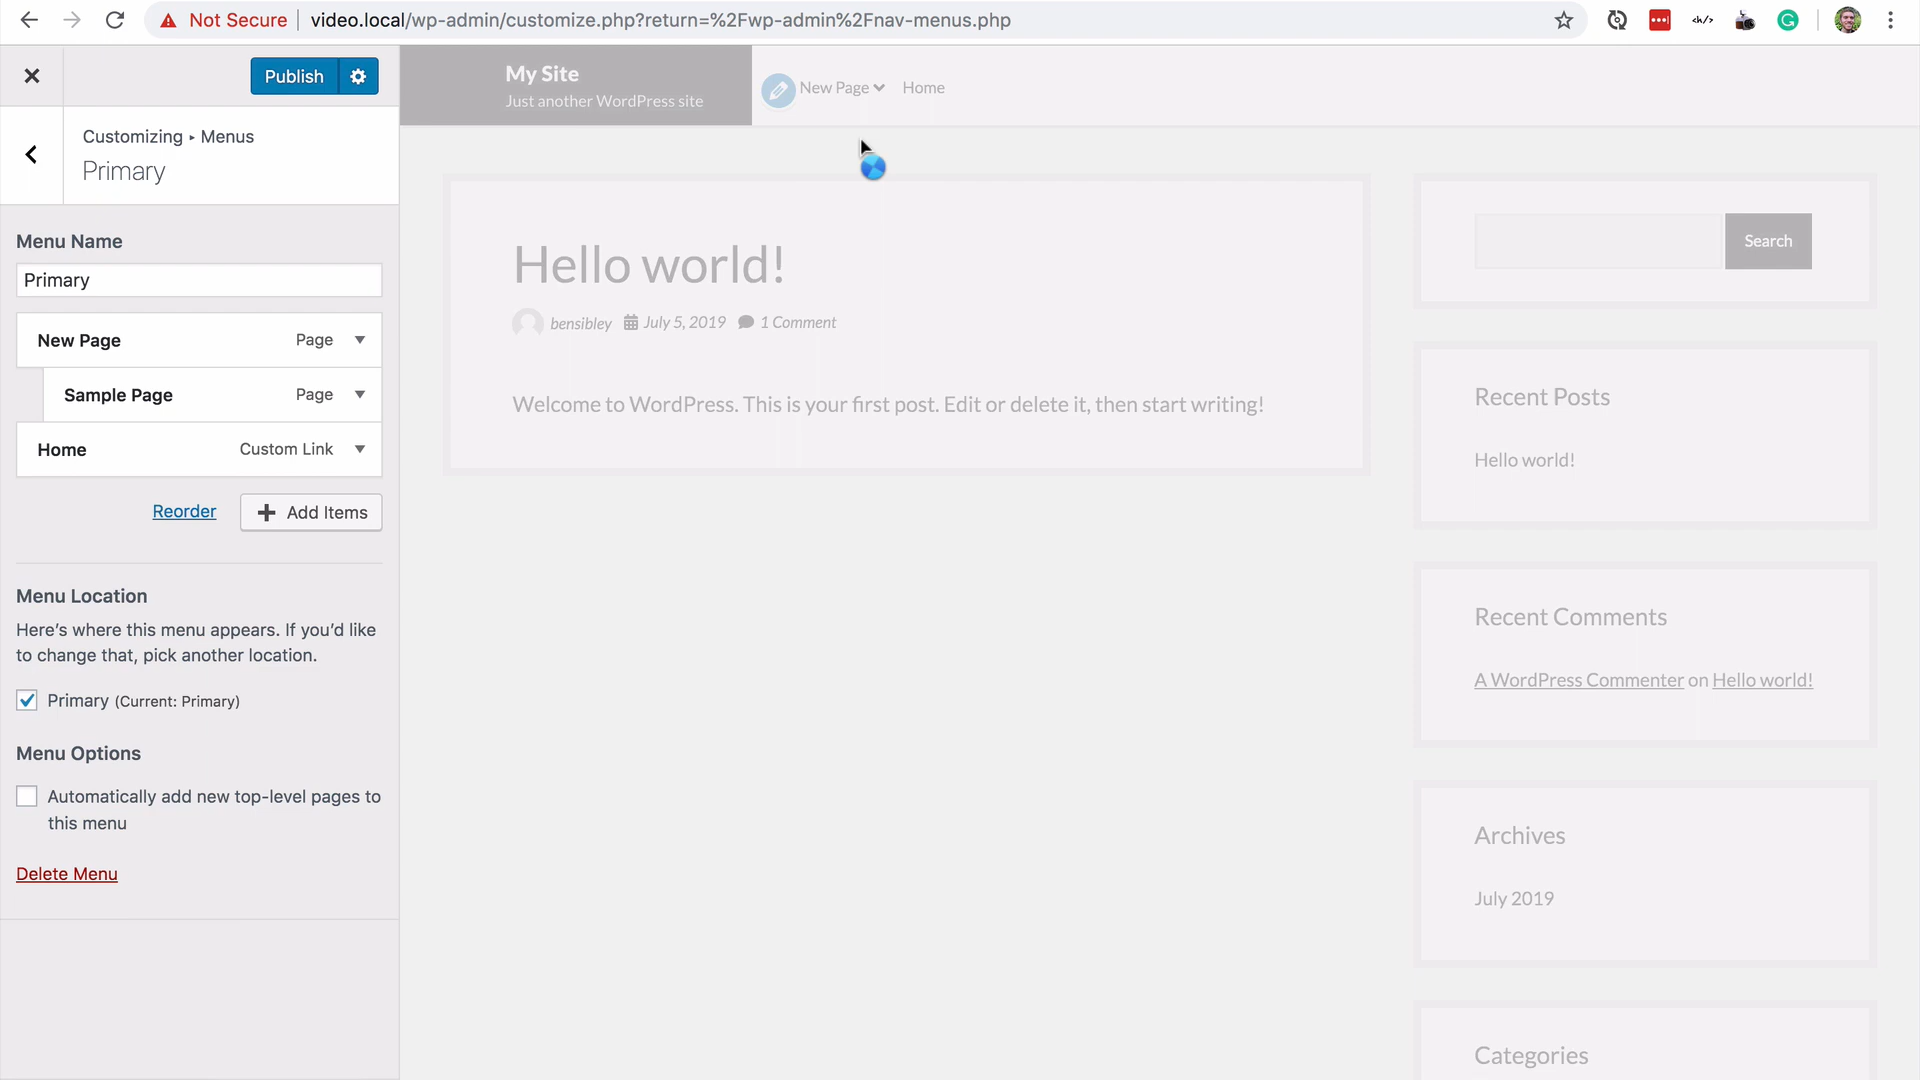 Not Secure
video.local/wp-admin/customize.php?return=%2Fwp-admin%2Fnav-menus.php
Publish
Customizing ▸ Menus
Primary
Menu Name
Primary
New Page Page
Sample Page Page
Home Custom Link
Reorder
Add Items
Menu Location
Here's where this menu appears. If you'd like
to change that, pick another location.
Primary (Current: Primary)
Menu Options
Automatically add new top-level pages to
this menu
Delete Menu
My Site
Just another WordPress site
New Page
Home
Hello world!
bensibley July 5, 2019 1 Comment
Welcome to WordPress. This is your first post. Edit or delete it, then start writing!
Search
Recent Posts
Hello world!
Recent Comments
A WordPress Commenter on Hello world!
Archives
July 2019
Categories